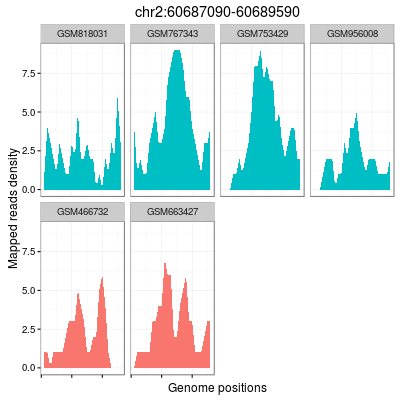 chr2:60687090-60689590
GSM818031 GSM767343 GSM753429 GSM956008
7.5
5.0
2.5
0.0
GSM466732 GSM663427
7.5
5.0
2.5
0.0
Mapped reads density
Genome positions